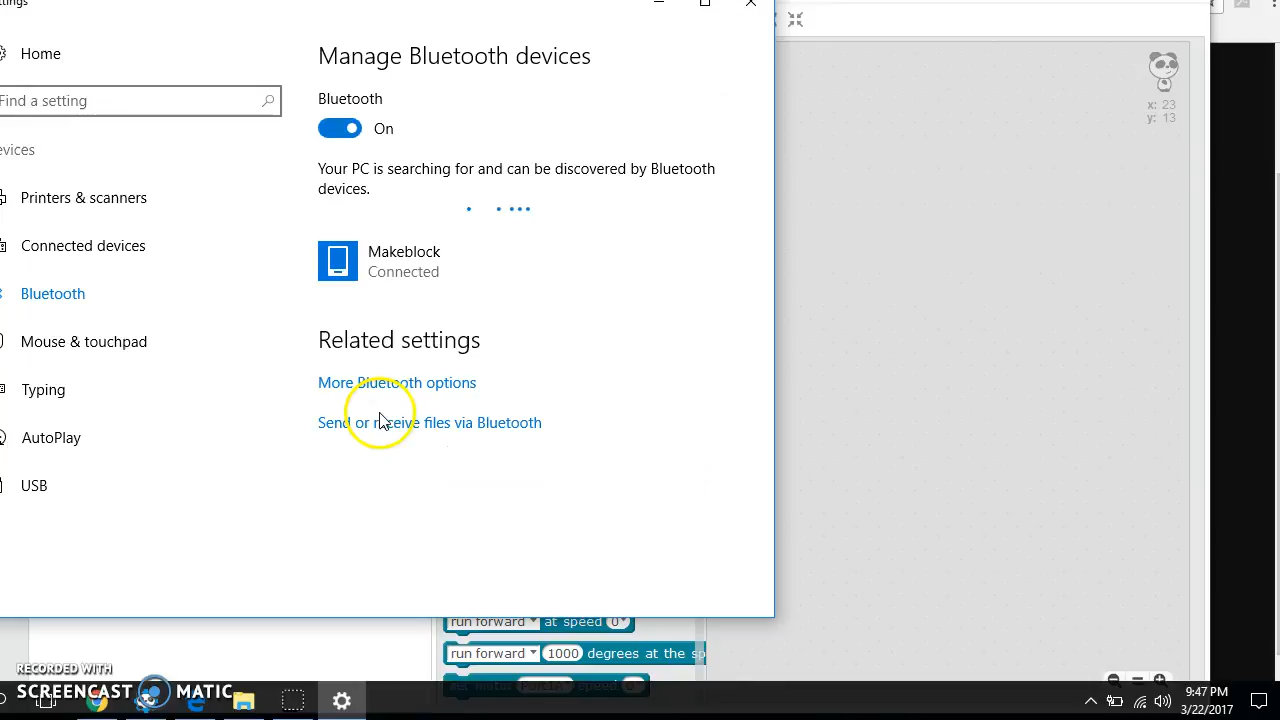 ttings
Home
Find a setting
evices
Printers & scanners
Connected devices
Bluetooth
Mouse & touchpad
Typing
AutoPlay
USB
Manage Bluetooth devices
Bluetooth
On
Your PC is searching for and can be discovered by Bluetooth
devices.
Makeblock
Connected
Related settings
More Bluetooth options
Send or receive files via Bluetooth
x: 23
y: 13
run forward at speed 0
run forward 1000 degrees at the sp
speed
RECORDED WITH
SCREENCAST MATIC
9:47 PM
3/22/2017